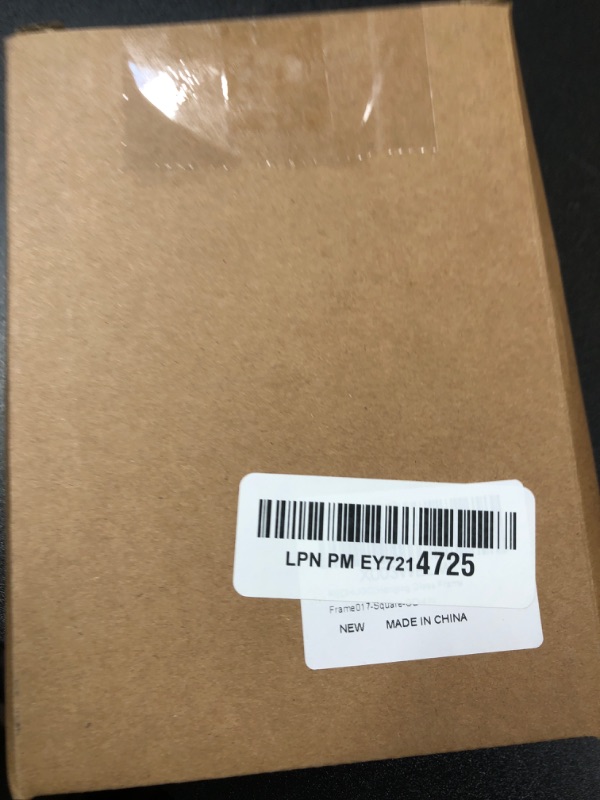 LPN PM EY7214725
Frame017-Square-
NEW MADE IN CHINA